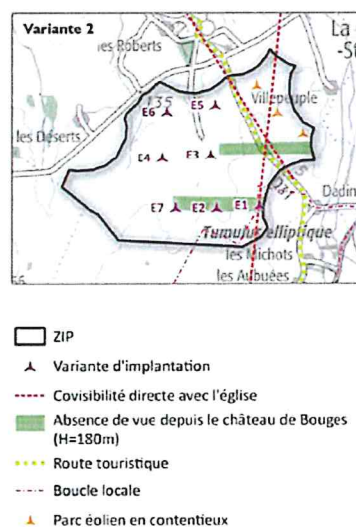 Variante 2
La
-St
les Roberts
135
Villepeuple
E5
E6
les Déserts
E4
E3
E7
E2
E1
Dadin
Tumulus elliptique
les Michots
les Aubuées
ZIP
Variante d'implantation
Covisibilité directe avec l'église
Absence de vue depuis le château de Bouges
(H=180m)
Route touristique
Boucle locale
Parc éolien en contentieux